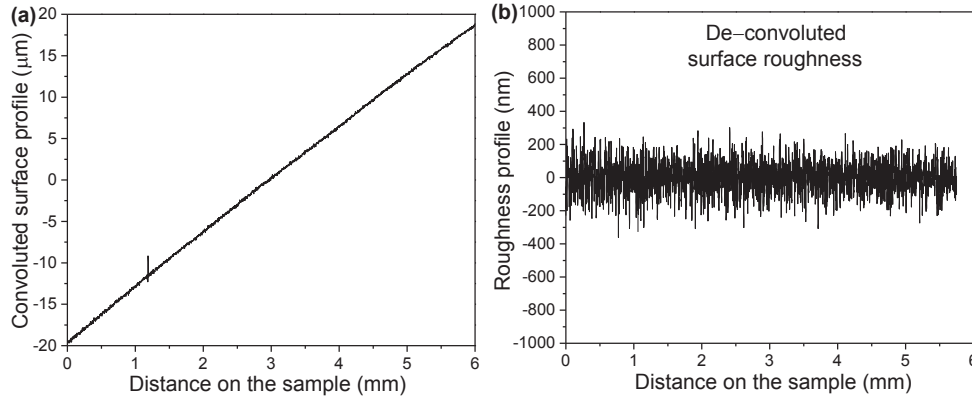 (a)
Convoluted surface profile (μm)
20
15
10
5
0
-5
-10
-15
-20
0 1 2 3 4 5 6
Distance on the sample (mm)
(b)
De−convoluted
surface roughness
Roughness profile (nm)
1000
800
600
400
200
0
-200
-400
-600
-800
-1000
0 1 2 3 4 5 6
Distance on the sample (mm)